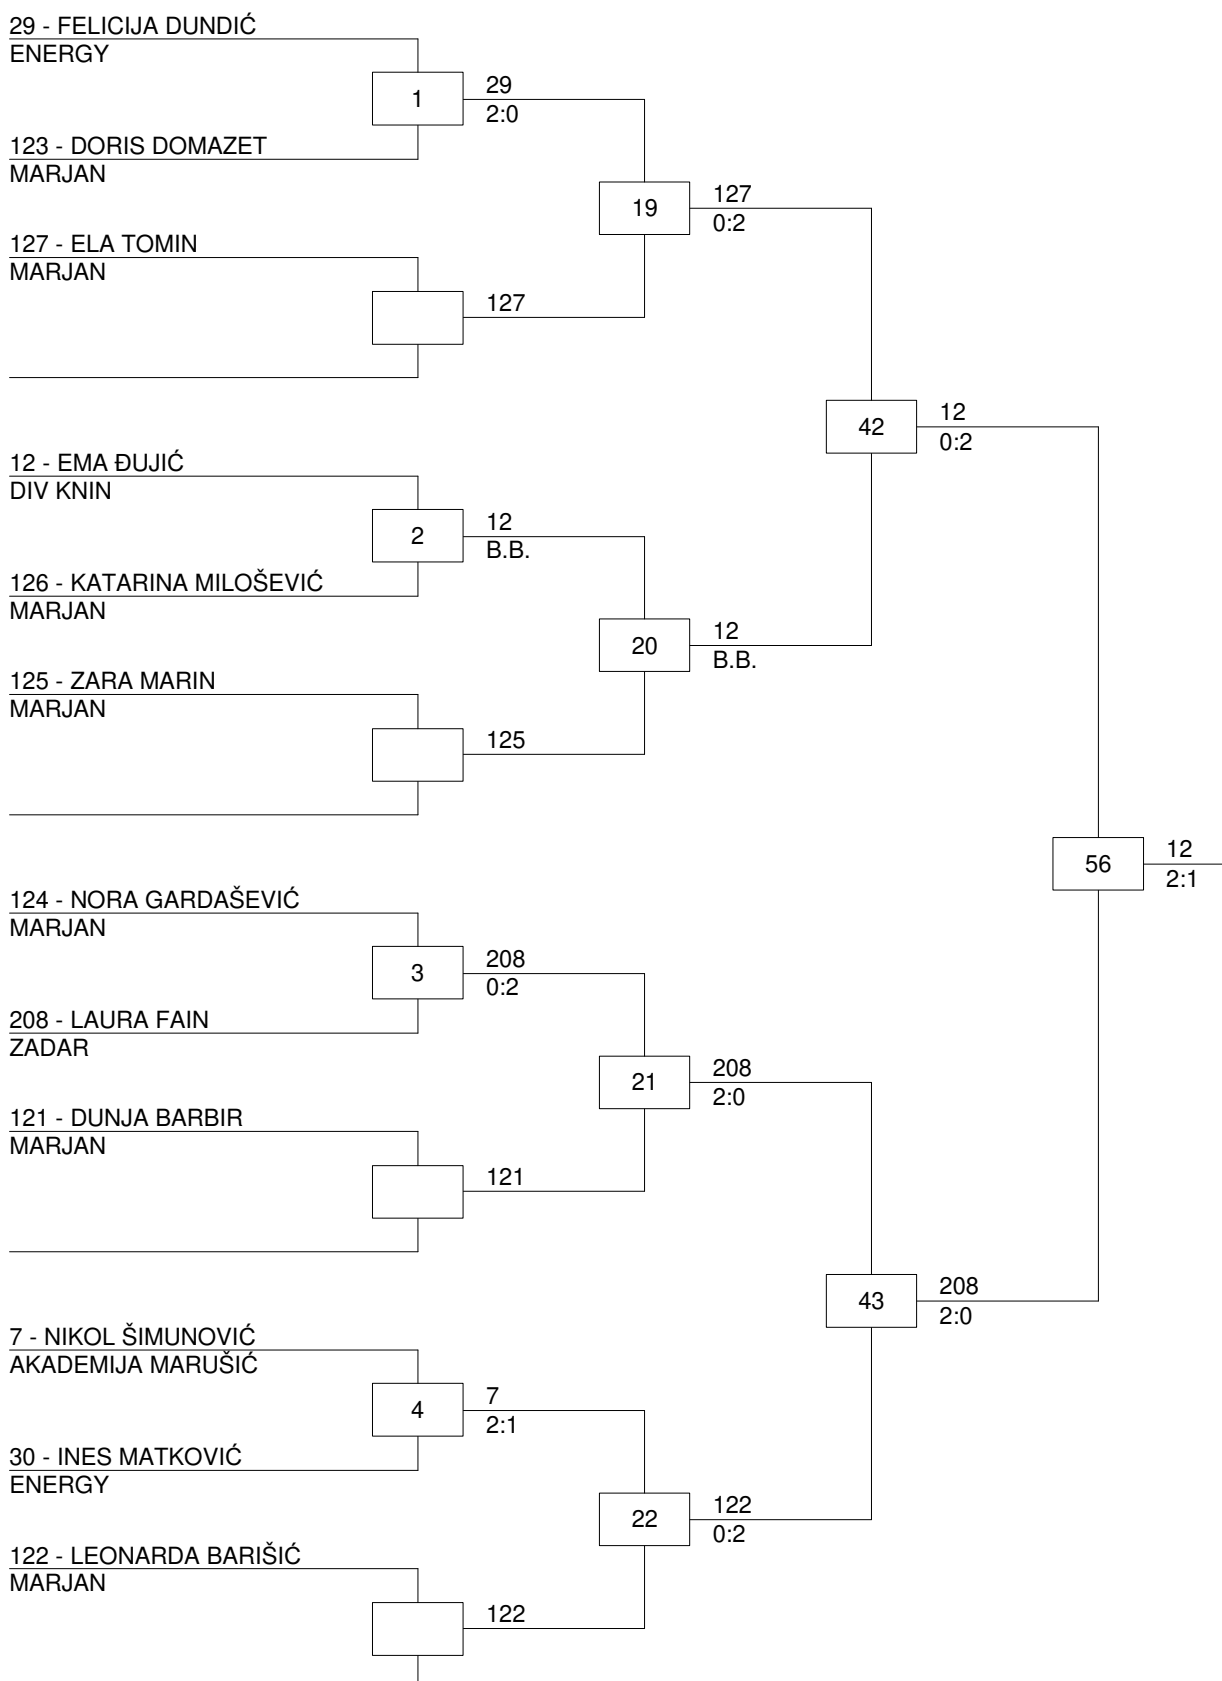 29 - FELICIJA DUNDIĆ
ENERGY
1
29
2:0
123 - DORIS DOMAZET
MARJAN
19
127
0:2
127 - ELA TOMIN
MARJAN
127
42
12
0:2
12 - EMA ĐUJIĆ
DIV KNIN
2
12
B.B.
126 - KATARINA MILOŠEVIĆ
MARJAN
20
12
B.B.
125 - ZARA MARIN
MARJAN
125
56
12
2:1
124 - NORA GARDAŠEVIĆ
MARJAN
3
208
0:2
208 - LAURA FAIN
ZADAR
21
208
2:0
121 - DUNJA BARBIR
MARJAN
121
43
208
2:0
7 - NIKOL ŠIMUNOVIĆ
AKADEMIJA MARUŠIĆ
4
7
2:1
30 - INES MATKOVIĆ
ENERGY
22
122
0:2
122 - LEONARDA BARIŠIĆ
MARJAN
122